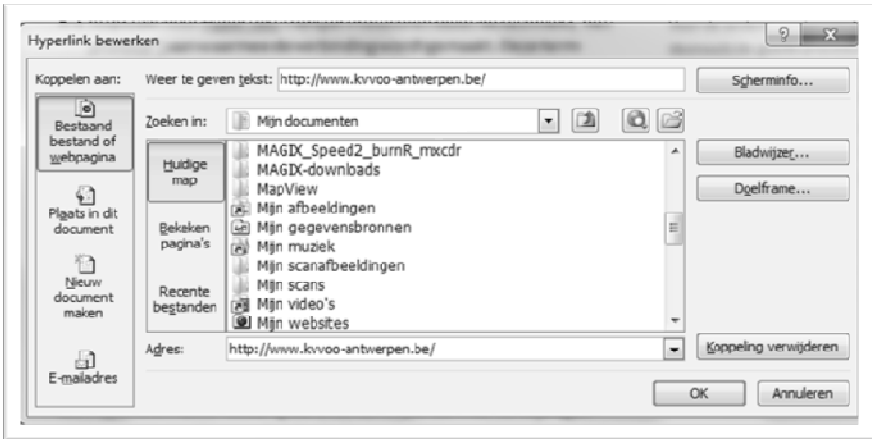 Hyperlink bewerken
Koppelen aan:
Weer te geven tekst: http://www.kvvoo-antwerpen.be/
Scherminfo...
Bestaand
bestand of
webpagina
Plaats in dit
document
Nieuw
document
maken
E-mailadres
Zoeken in:
Mijn documenten
Huidige
map
Bekeken
pagina's
Recente
bestanden
MAGIX_Speed2_burnR_mxcdr
MAGIX-downloads
MapView
Mijn afbeeldingen
Mijn gegevensbronnen
Mijn muziek
Mijn scanafbeeldingen
Mijn scans
Mijn video's
Mijn websites
Bladwijzer...
Doelframe...
Adres:
http://www.kvvoo-antwerpen.be/
Koppeling verwijderen
OK
Annuleren